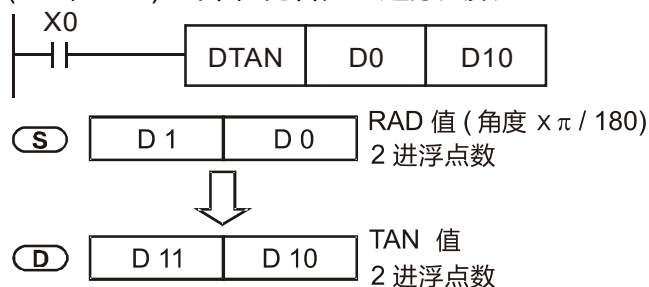 X0
DTAN D0 D10
S D 1 D 0 RAD 值 ( 角度 x π / 180)
2 进浮点数
D D 11 D 10 TAN 值
2 进浮点数